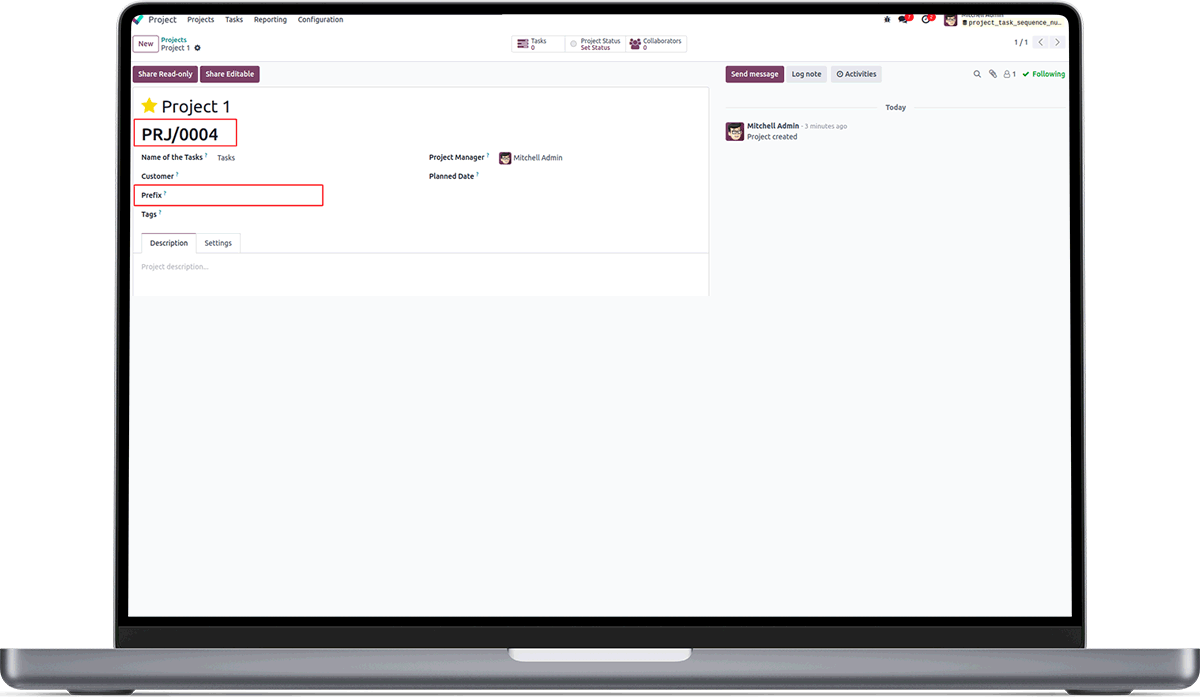 Project Projects Tasks Reporting Configuration
New Projects
Project 1
Tasks
0
Project Status
Set Status
Collaborators
0
1 / 1
project_task_sequence_nu...
Share Read-only Share Editable
Send message Log note Activities
1 Following
Project 1
PRJ/0004
Name of the Tasks ? Tasks
Project Manager ? Mitchell Admin
Customer ?
Planned Date ?
Prefix ?
Tags ?
Description Settings
Project description...
Today
Mitchell Admin - 3 minutes ago
Project created